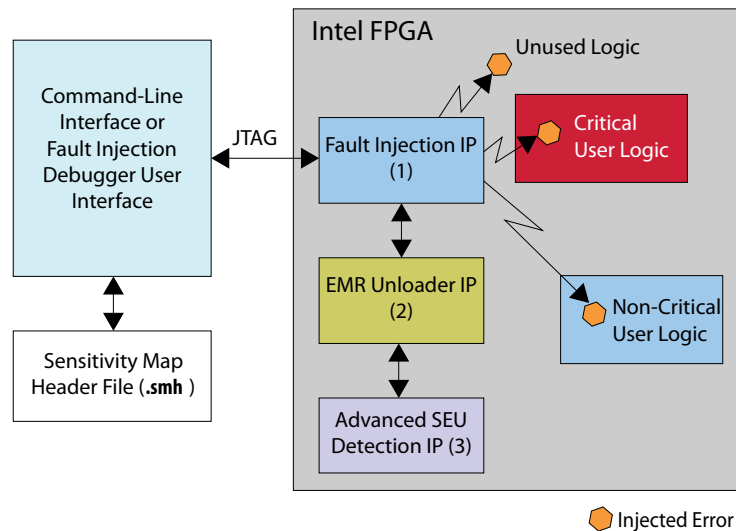 Intel FPGA
Unused Logic
Command-Line
Interface or
Fault Injection
Debugger User
Interface
JTAG
Fault Injection IP
(1)
Critical
User Logic
EMR Unloader IP
(2)
Non-Critical
User Logic
Sensitivity Map
Header File (.smh )
Advanced SEU
Detection IP (3)
Injected Error